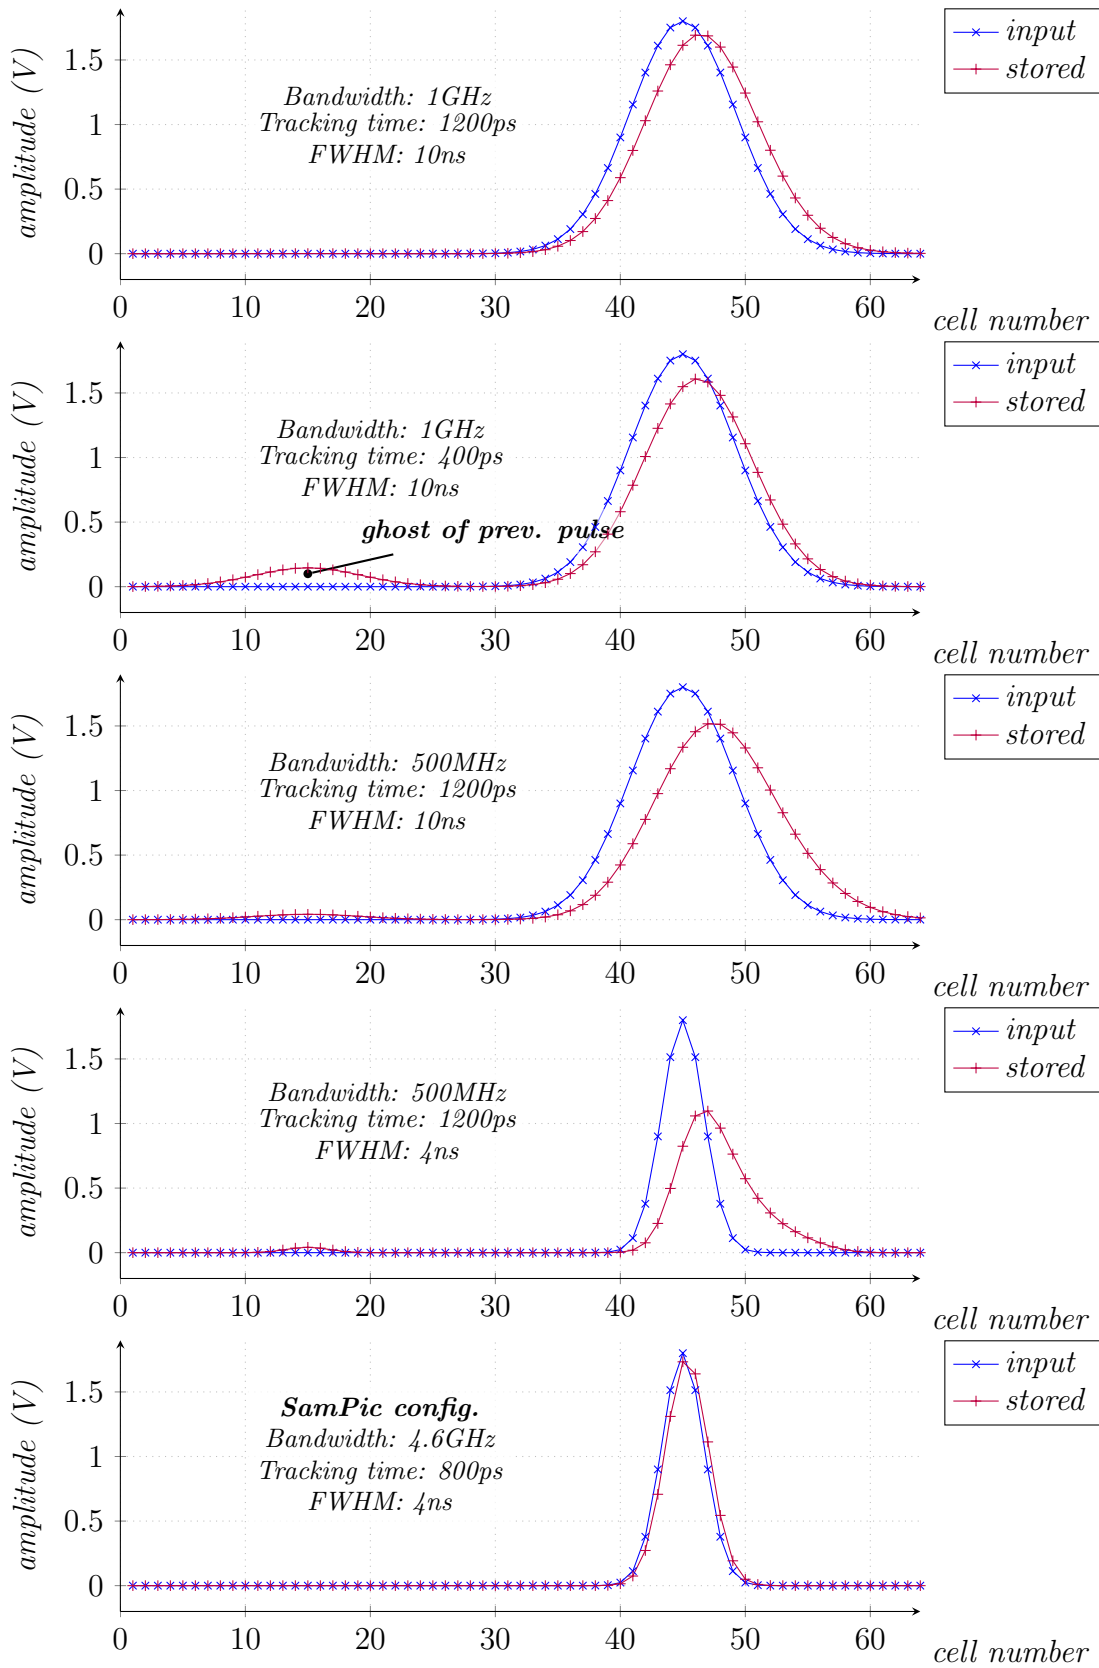 input
stored
amplitude (V)
1.5
1
0.5
0
Bandwidth: 1GHz
Tracking time: 1200ps
FWHM: 10ns
0 10 20 30 40 50 60
cell number
input
stored
amplitude (V)
1.5
1
0.5
0
Bandwidth: 1GHz
Tracking time: 400ps
FWHM: 10ns
ghost of prev. pulse
0 10 20 30 40 50 60
cell number
input
stored
amplitude (V)
1.5
1
0.5
0
Bandwidth: 500MHz
Tracking time: 1200ps
FWHM: 10ns
0 10 20 30 40 50 60
cell number
input
stored
amplitude (V)
1.5
1
0.5
0
Bandwidth: 500MHz
Tracking time: 1200ps
FWHM: 4ns
0 10 20 30 40 50 60
cell number
input
stored
amplitude (V)
1.5
1
0.5
0
SamPic config.
Bandwidth: 4.6GHz
Tracking time: 800ps
FWHM: 4ns
0 10 20 30 40 50 60
cell number